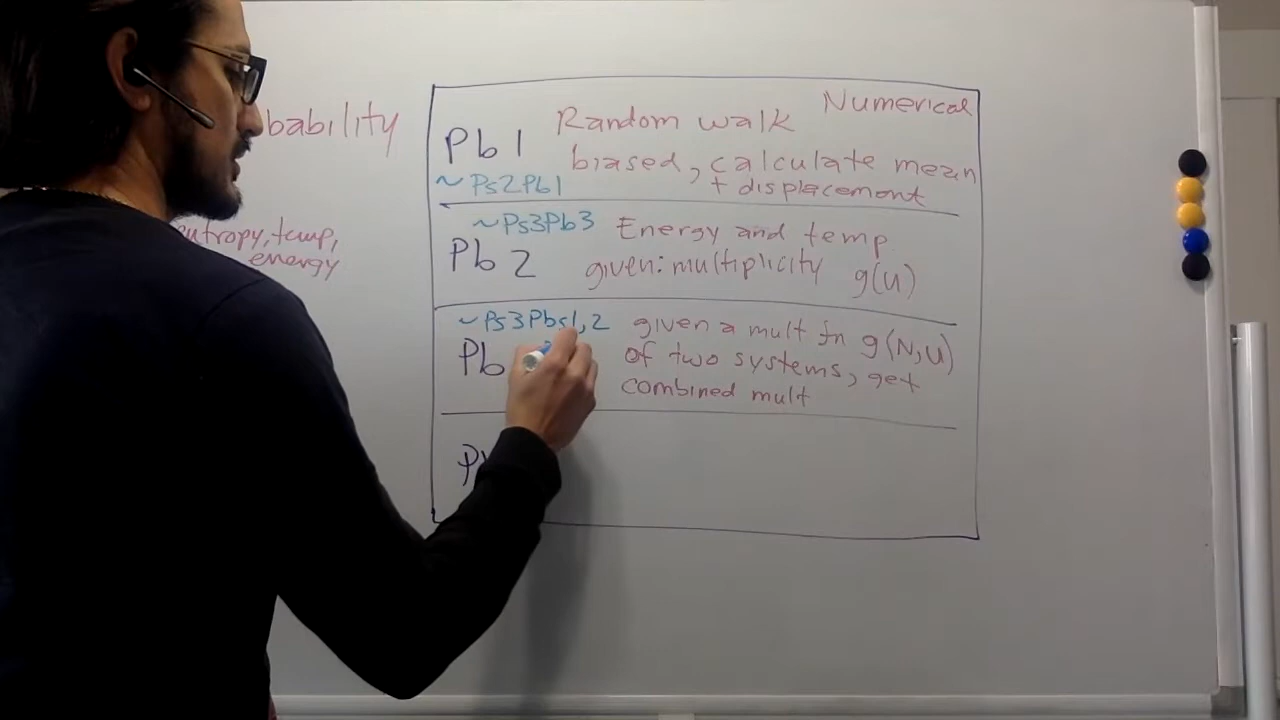 bability
entropy, temp,
energy
Numerical
Pb 1 Random walk
biased, calculate mean
+ displacement
~ Ps2Pb1
~Ps3Pb3
Pb 2 Energy and temp
given: multiplicity g(U)
~Ps3Pbs1,2
Pb given a mult fn g(N,U)
of two systems, get
combined mult